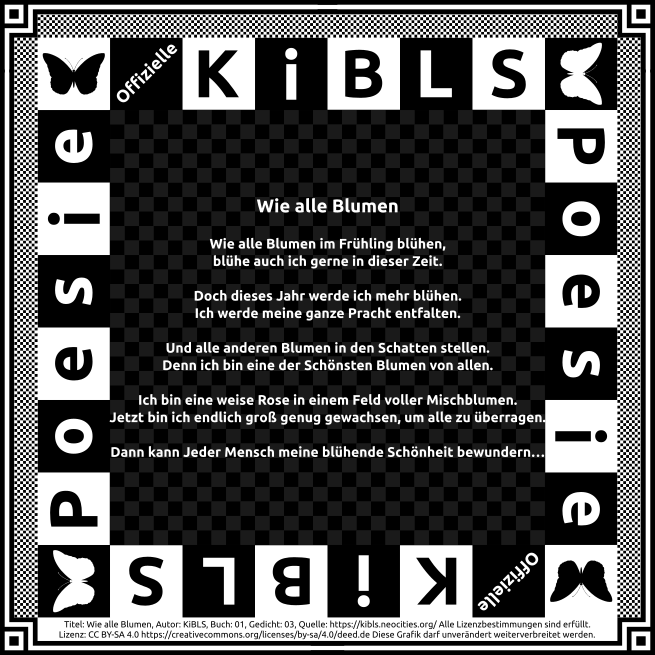 Offizielle
KiBLS
Poesie
Poesie
Wie alle Blumen
Wie alle Blumen im Frühling blühen,
blühe auch ich gerne in dieser Zeit.
Doch dieses Jahr werde ich mehr blühen.
Ich werde meine ganze Pracht entfalten.
Und alle anderen Blumen in den Schatten stellen.
Denn ich bin eine der Schönsten Blumen von allen.
Ich bin eine weise Rose in einem Feld voller Mischblumen.
Jetzt bin ich endlich groß genug gewachsen, um alle zu überragen.
Dann kann Jeder Mensch meine blühende Schönheit bewundern...
Offizielle
KiBLS
Titel: Wie alle Blumen, Autor: KiBLS, Buch: 01, Gedicht: 03, Quelle: https://kibls.neocities.org/ Alle Lizenzbestimmungen sind erfüllt.
Lizenz: CC BY-SA 4.0 https://creativecommons.org/licenses/by-sa/4.0/deed.de Diese Grafik darf unverändert weiterverbreitet werden.